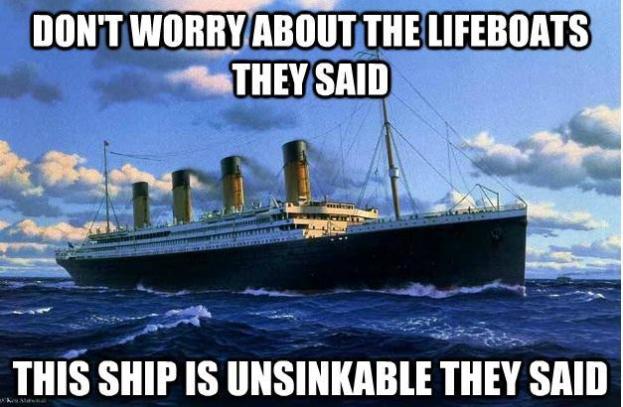 DON'T WORRY ABOUT THE LIFEBOATS
THEY SAID
THIS SHIP IS UNSINKABLE THEY SAID